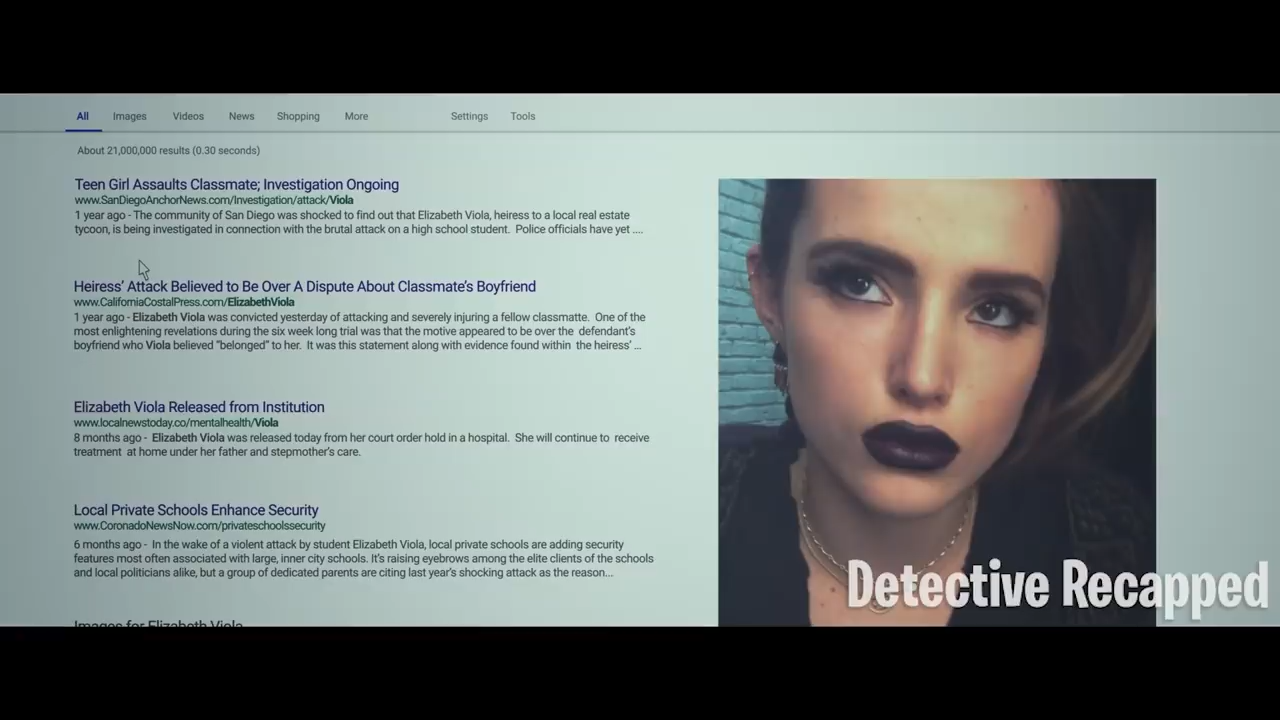 All Images Videos News Shopping More Settings Tools
About 21,000,000 results (0.30 seconds)
Teen Girl Assaults Classmate; Investigation Ongoing
www.SanDiegoAnchorNews.com/Investigation/attack/Viola
1 year ago - The community of San Diego was shocked to find out that Elizabeth Viola, heiress to a local real estate
tycoon, is being investigated in connection with the brutal attack on a high school student. Police officials have yet ....
Heiress' Attack Believed to Be Over A Dispute About Classmate's Boyfriend
www.CaliforniaCostalPress.com/ElizabethViola
1 year ago - Elizabeth Viola was convicted yesterday of attacking and severely injuring a fellow classmatte. One of the
most enlightening revelations during the six week long trial was that the motive appeared to be over the defendant's
boyfriend who Viola believed "belonged" to her. It was this statement along with evidence found within the heiress' ...
Elizabeth Viola Released from Institution
www.localnewstoday.co/mentalhealth/Viola
8 months ago - Elizabeth Viola was released today from her court order hold in a hospital. She will continue to receive
treatment at home under her father and stepmother's care.
Local Private Schools Enhance Security
www.CoronadoNewsNow.com/privateschoolssecurity
6 months ago - In the wake of a violent attack by student Elizabeth Viola, local private schools are adding security
features most often associated with large, inner city schools. It's raising eyebrows among the elite clients of the schools
and local politicians alike, but a group of dedicated parents are citing last year's shocking attack as the reason...
Images for Elizabeth Viola
Detective Recapped